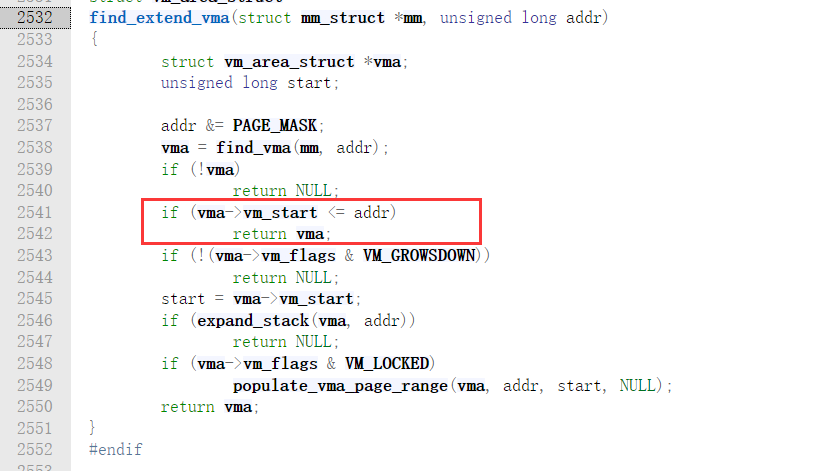 2531 struct vm_area_struct
2532 find_extend_vma(struct mm_struct *mm, unsigned long addr)
2533 {
2534 struct vm_area_struct *vma;
2535 unsigned long start;
2536
2537 addr &= PAGE_MASK;
2538 vma = find_vma(mm, addr);
2539 if (!vma)
2540 return NULL;
2541 if (vma->vm_start <= addr)
2542 return vma;
2543 if (!(vma->vm_flags & VM_GROWSDOWN))
2544 return NULL;
2545 start = vma->vm_start;
2546 if (expand_stack(vma, addr))
2547 return NULL;
2548 if (vma->vm_flags & VM_LOCKED)
2549 populate_vma_page_range(vma, addr, start, NULL);
2550 return vma;
2551 }
2552 #endif
2553